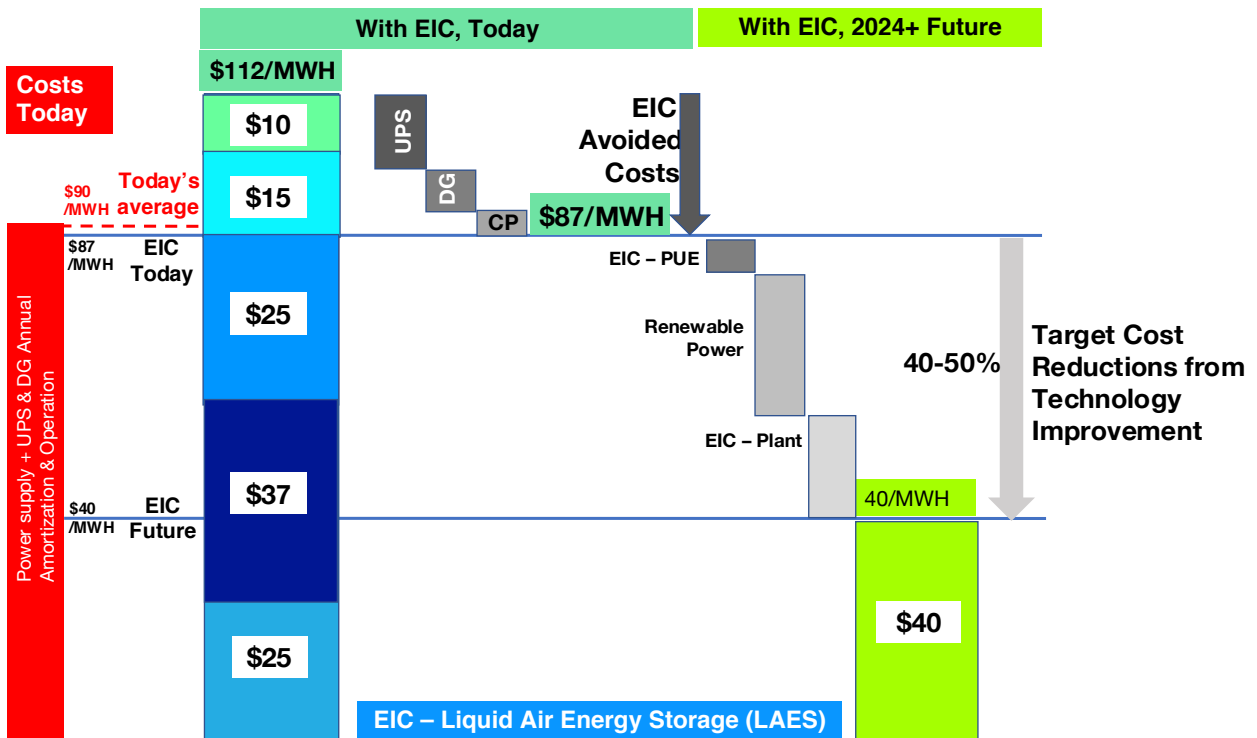 With EIC, Today
With EIC, 2024+ Future
$112/MWH
Costs
Today
$10
UPS
EIC
Avoided
Costs
DG
$15
$90
/MWH
Today’s
average
CP
$87/MWH
$87
/MWH
EIC
Today
EIC – PUE
$25
Renewable
Power
40-50%
Target Cost
Reductions from
Technology
Improvement
Power supply + UPS & DG Annual
Amortization & Operation
EIC – Plant
$37
40/MWH
$40
/MWH
EIC
Future
$40
$25
EIC – Liquid Air Energy Storage (LAES)